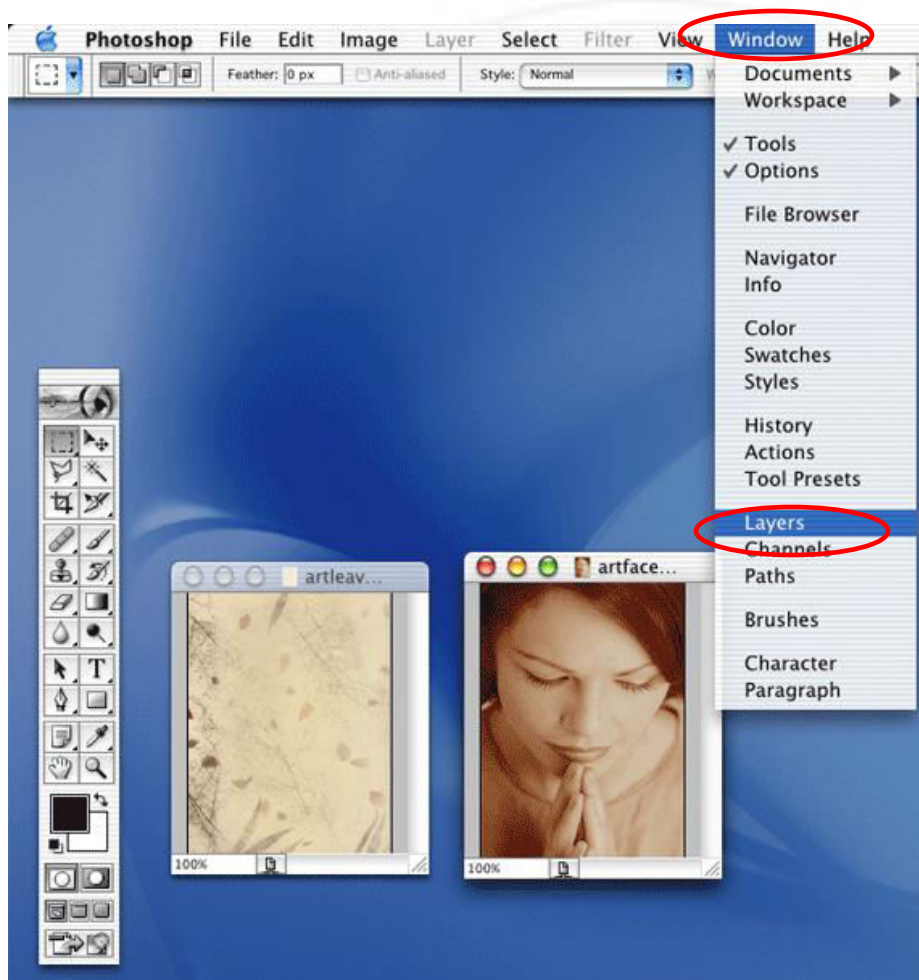 Photoshop File Edit Image Layer Select Filter View Window Help
Feather: 0 px Anti-aliased Style: Normal W
Documents
Workspace
Tools
Options
File Browser
Navigator
Info
Color
Swatches
Styles
History
Actions
Tool Presets
Layers
Channels
Paths
Brushes
Character
Paragraph
artleav... artface...
T
100% 100%